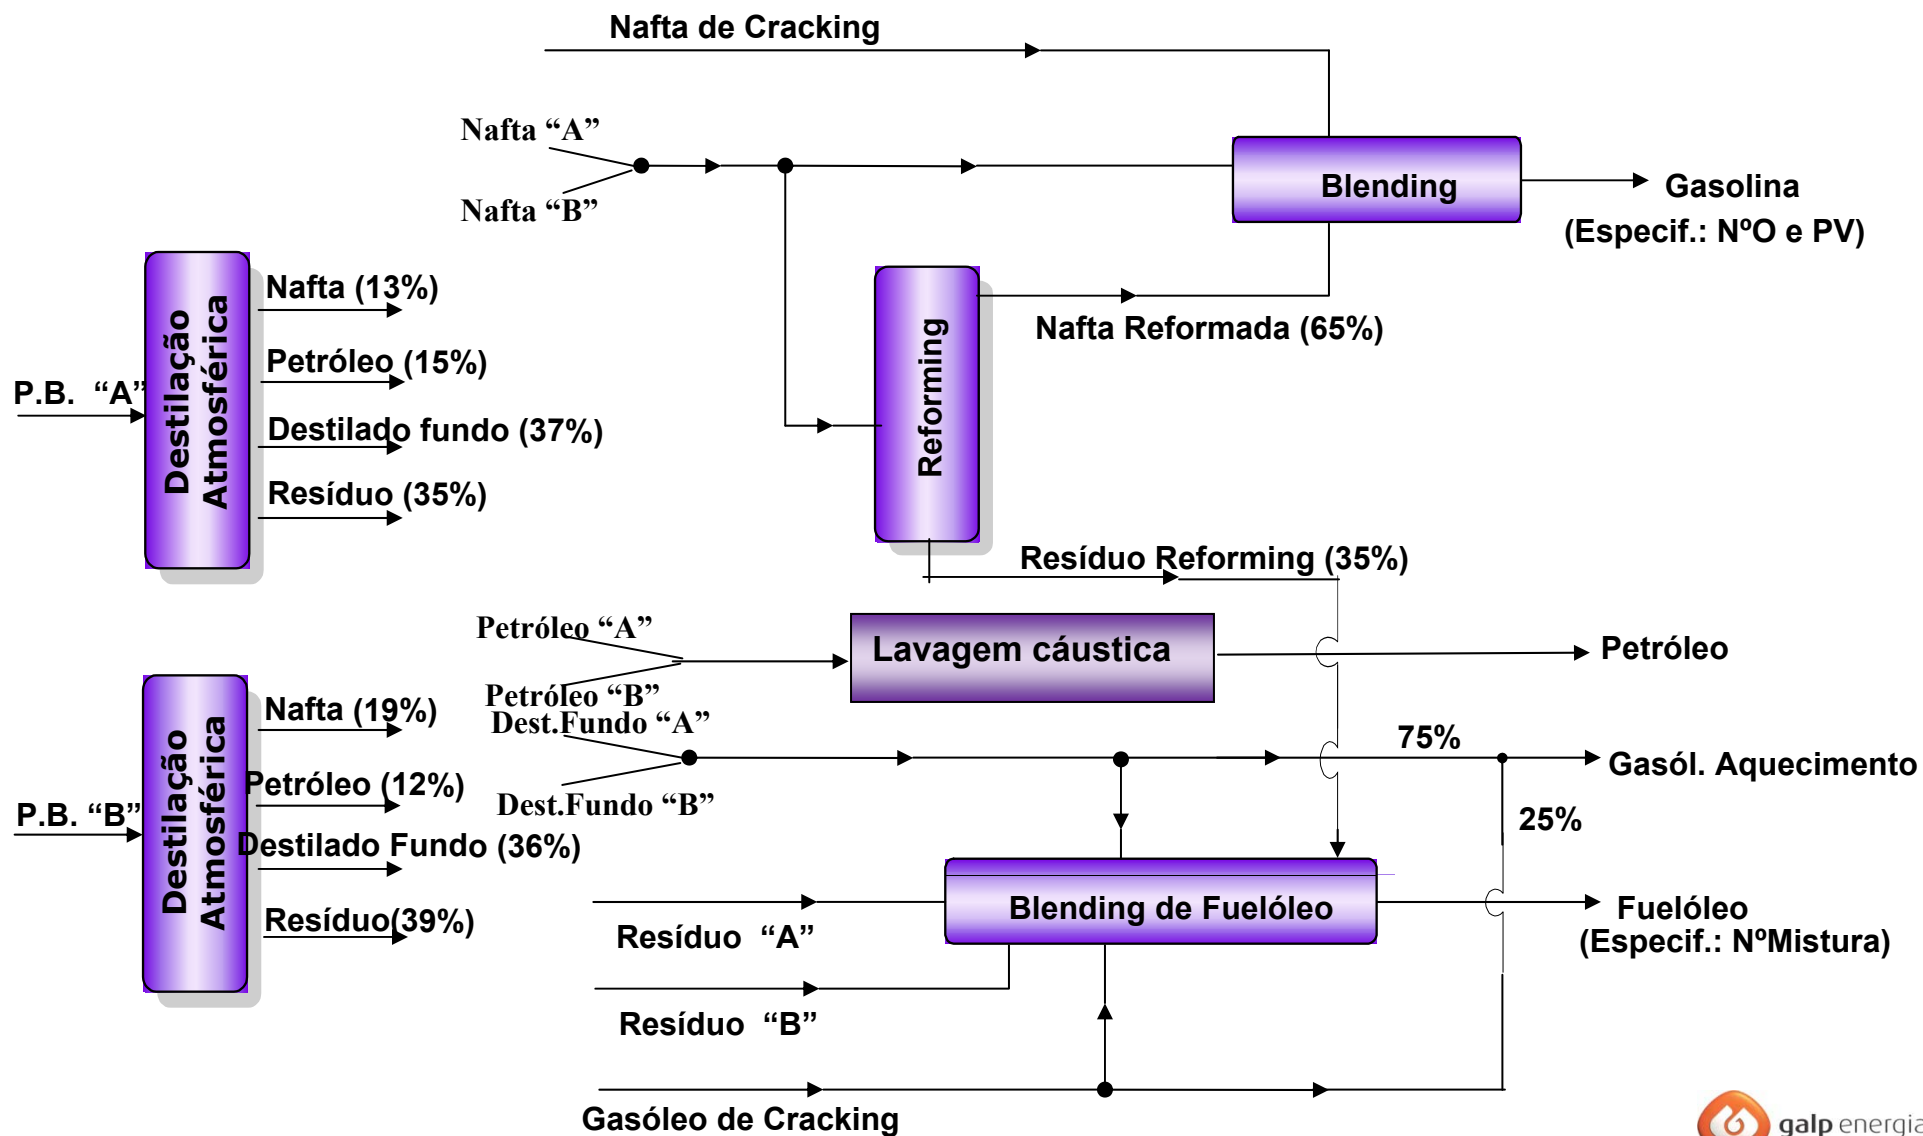 Nafta de Cracking
Nafta “A”
Nafta “B”
Blending
Gasolina
(Especif.: NºO e PV)
P.B. “A”
Destilação
Atmosférica
Nafta (13%)
Petróleo (15%)
Destilado fundo (37%)
Resíduo (35%)
Reforming
Nafta Reformada (65%)
Resíduo Reforming (35%)
Petróleo “A”
Petróleo “B”
Lavagem cáustica
Petróleo
P.B. “B”
Destilação
Atmosférica
Nafta (19%)
Petróleo (12%)
Destilado Fundo (36%)
Resíduo(39%)
Dest.Fundo “A”
Dest.Fundo “B”
75%
Gasól. Aquecimento
25%
Blending de Fuelóleo
Fuelóleo
(Especif.: NºMistura)
Resíduo “A”
Resíduo “B”
Gasóleo de Cracking
galp energia